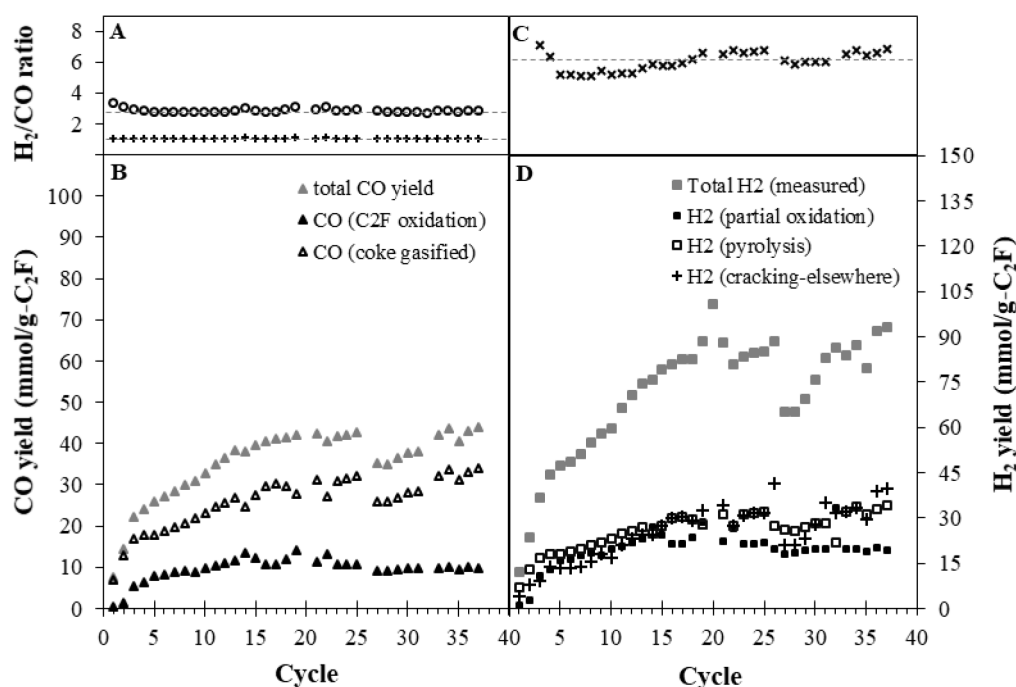 A
C
8
6
4
2
H₂/CO ratio
B
D
total CO yield
CO (C2F oxidation)
CO (coke gasified)
Total H2 (measured)
H2 (partial oxidation)
H2 (pyrolysis)
H2 (cracking-elsewhere)
100
90
80
70
60
50
40
30
20
10
0
CO yield (mmol/g-C₂F)
150
135
120
105
90
75
60
45
30
15
0
H₂ yield (mmol/g-C₂F)
0 5 10 15 20 25 30 35 40
0 5 10 15 20 25 30 35 40
Cycle
Cycle